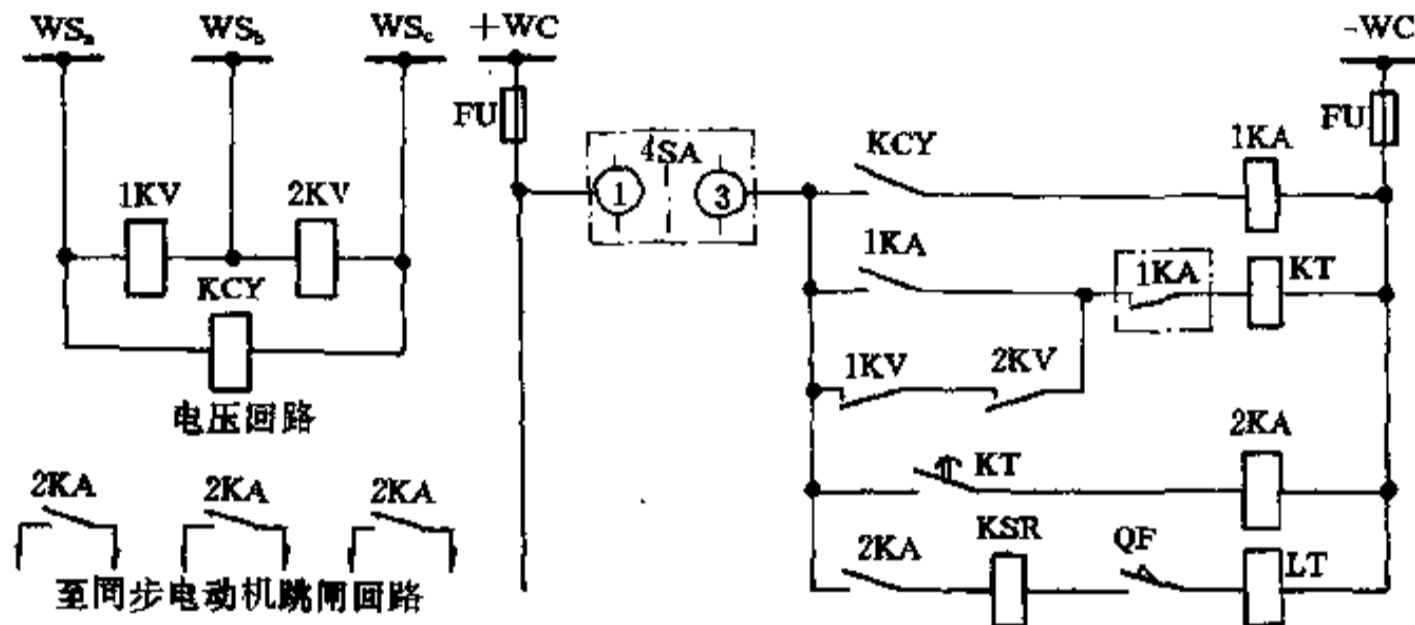 WSa WSb WSc +WC -WC
FU FU
4SA KCY 1KA
1 3
1KV 2KV
1KA 1KA KT
KCY
1KV 2KV
电压回路
2KA
KT
2KA 2KA 2KA
2KA KSR QF LT
至同步电动机跳闸回路